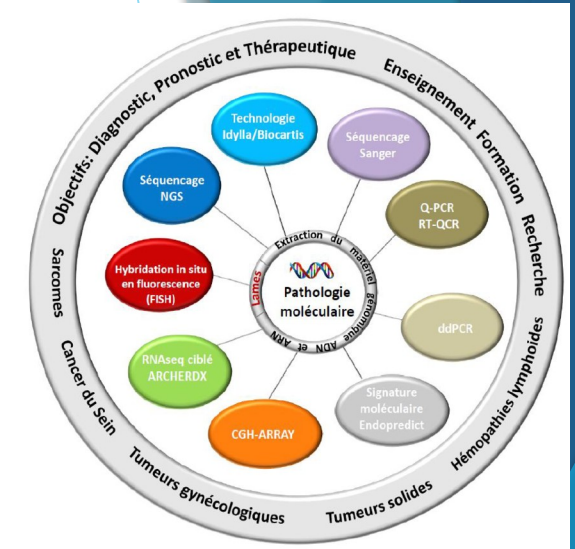 Objectifs: Diagnostic, Pronostic et Thérapeutique
Enseignement Formation Recherche
Technologie
Idylla/Biocartis
Séquençage
Sanger
Séquençage
NGS
Q-PCR
RT-QCR
Hybridation in situ
en fluorescence
(FISH)
Lames
Extraction du matériel génomique ADN et ARN
Pathologie
moléculaire
ddPCR
RNAseq ciblé
ARCHERDX
Signature
moléculaire
Endopredict
CGH-ARRAY
Sarcomes
Cancer du Sein
Tumeurs gynécologiques
Tumeurs solides
Hémopathies lymphoides